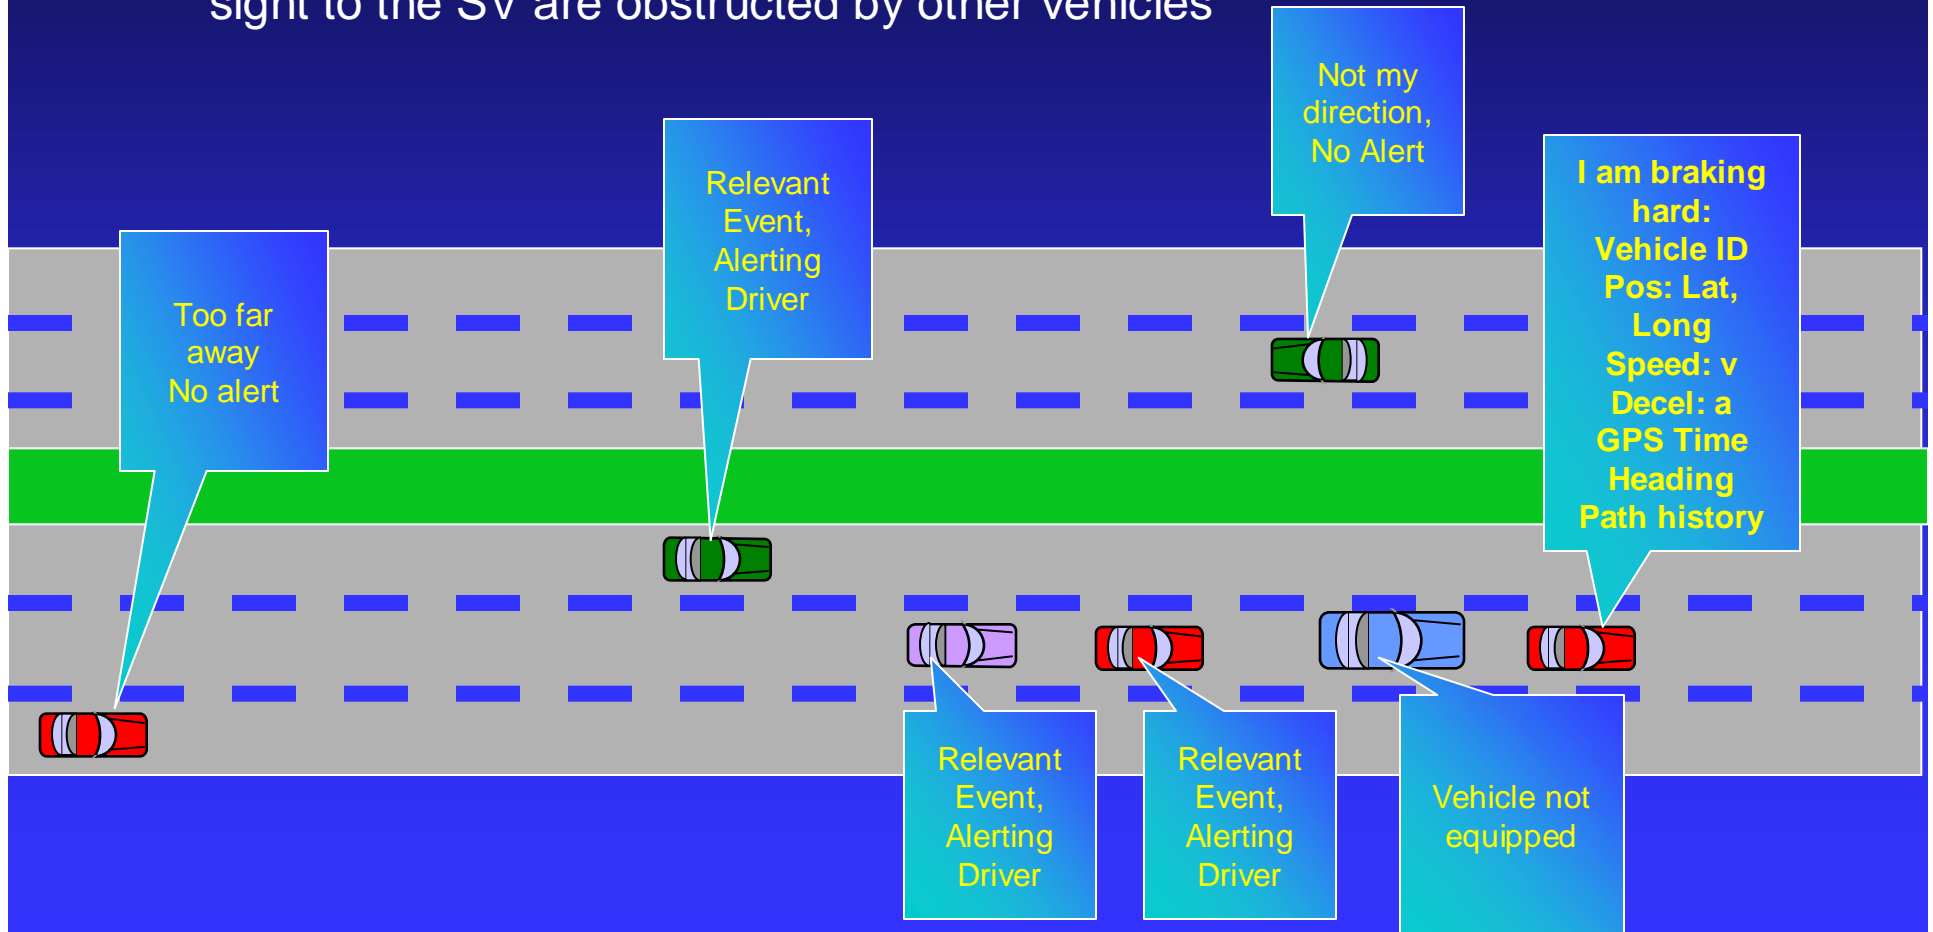 sight to the SV are obstructed by other vehicles
Not my
direction,
No Alert
Relevant
Event,
Alerting
Driver
I am braking
hard:
Vehicle ID
Pos: Lat,
Long
Speed: v
Decel: a
GPS Time
Heading
Path history
Too far
away
No alert
Relevant
Event,
Alerting
Driver
Relevant
Event,
Alerting
Driver
Vehicle not
equipped